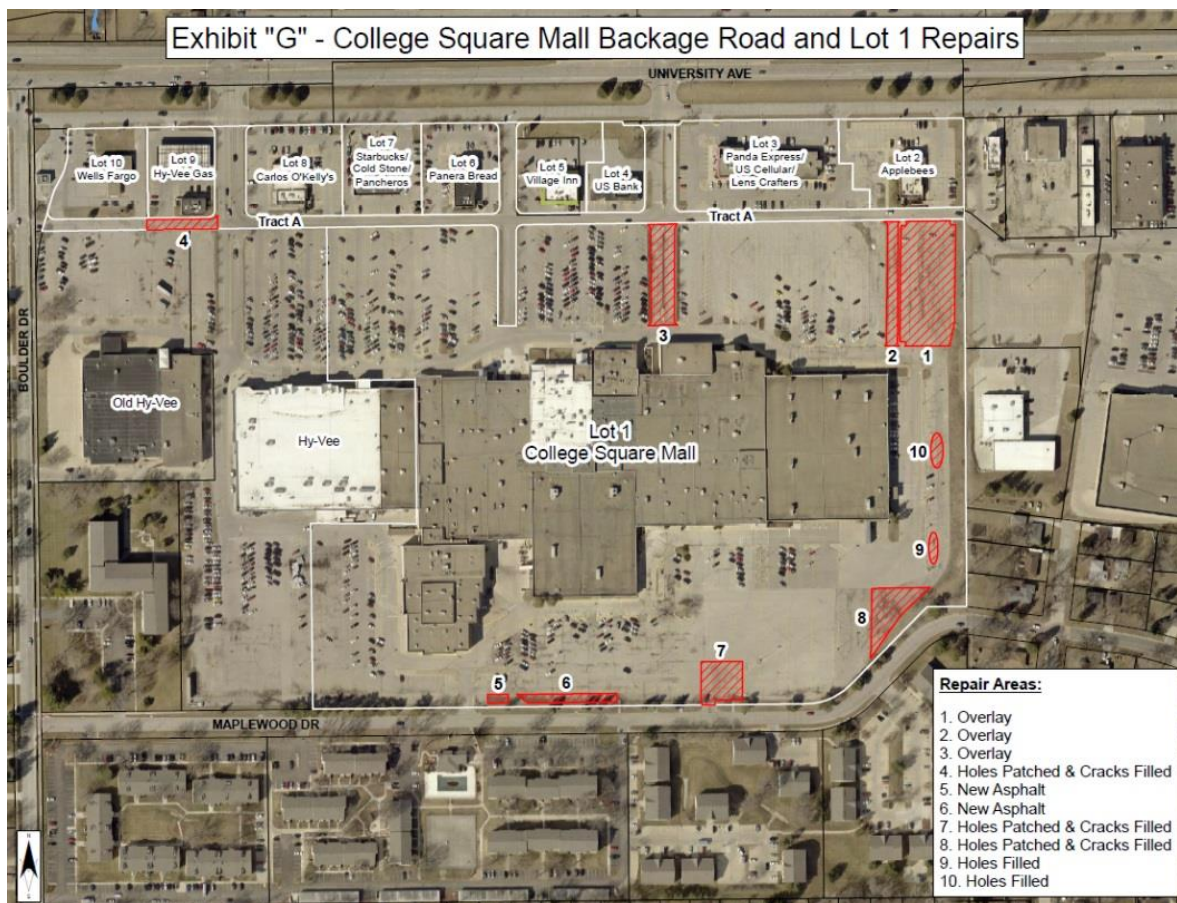 Exhibit "G" - College Square Mall Backage Road and Lot 1 Repairs
UNIVERSITY AVE
Lot 10
Wells Fargo
Lot 9
Hy-Vee Gas
Lot 8
Carlos O'Kelly's
Lot 7
Starbucks/
Cold Stone/
Pancheros
Lot 6
Panera Bread
Lot 5
Village Inn
Lot 4
US Bank
Lot 3
Panda Express/
US Cellular/
Lens Crafters
Lot 2
Applebees
Tract A
Tract A
4
3
2
1
BOULDER DR
Old Hy-Vee
Hy-Vee
Lot 1
College Square Mall
10
9
8
7
5
6
MAPLEWOOD DR
Repair Areas:
1. Overlay
2. Overlay
3. Overlay
4. Holes Patched & Cracks Filled
5. New Asphalt
6. New Asphalt
7. Holes Patched & Cracks Filled
8. Holes Patched & Cracks Filled
9. Holes Filled
10. Holes Filled
N
S